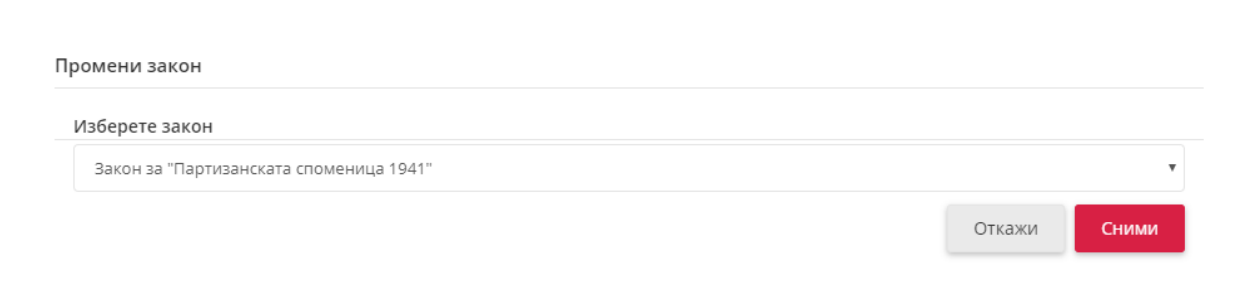 Промени закон
Изберете закон
Закон за "Партизанската споменица 1941"
Откажи
Сними